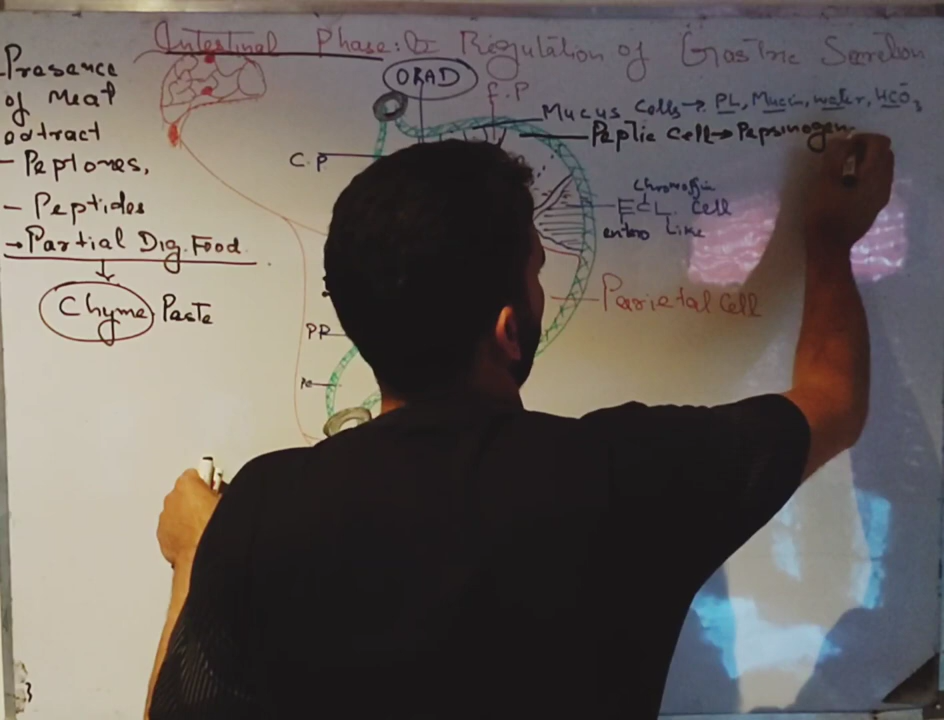 Intestinal Phase: & Regulation of Gastric Secretion
-Presence
of Meat
extract
- Peptones,
- Peptides
→Partial Dig. Food.
Chyme Paste
ORAD
F.P
C.P
PP
Mucus Cells → PL, Mucin, water, HCO3
Peptic Cell→Pepsinogen
Chromoffin
ECL cell
entero Like
Parietal Cell